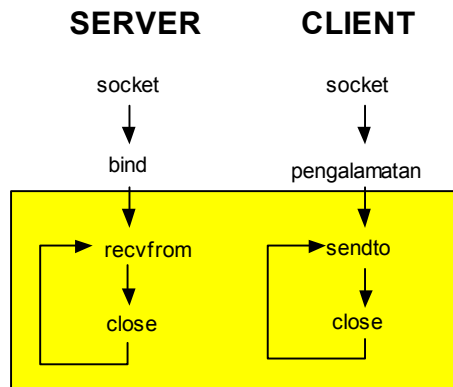 SERVER CLIENT
socket socket
bind pengalamatan
recvfrom sendto
close close